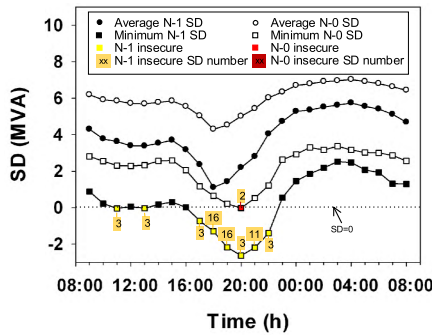 Average N-1 SD Average N-0 SD
Minimum N-1 SD Minimum N-0 SD
N-1 insecure N-0 insecure
xx N-1 insecure SD number xx N-0 insecure SD number
SD (MVA)
8
6
4
2
0
-2
2
3 3 16
3 16 3 11 3
SD=0
08:00 12:00 16:00 20:00 00:00 04:00 08:00
Time (h)